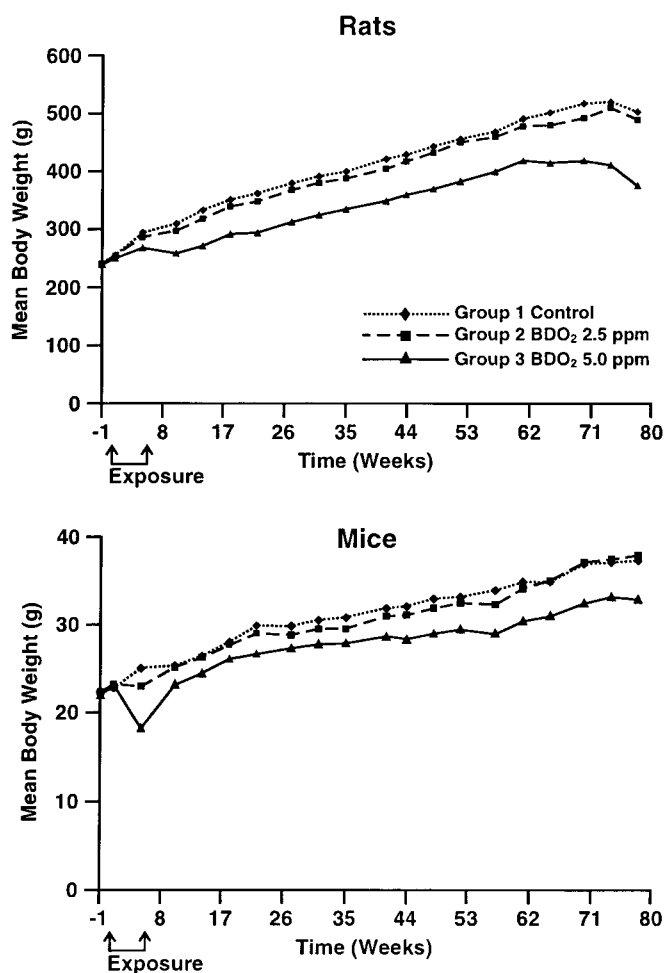 Rats
Mean Body Weight (g)
600
500
400
300
200
100
0
Group 1 Control
Group 2 BDO₂ 2.5 ppm
Group 3 BDO₂ 5.0 ppm
-1 8 17 26 35 44 53 62 71 80
Time (Weeks)
Exposure
Mice
Mean Body Weight (g)
40
30
20
10
0
-1 8 17 26 35 44 53 62 71 80
Time (Weeks)
Exposure